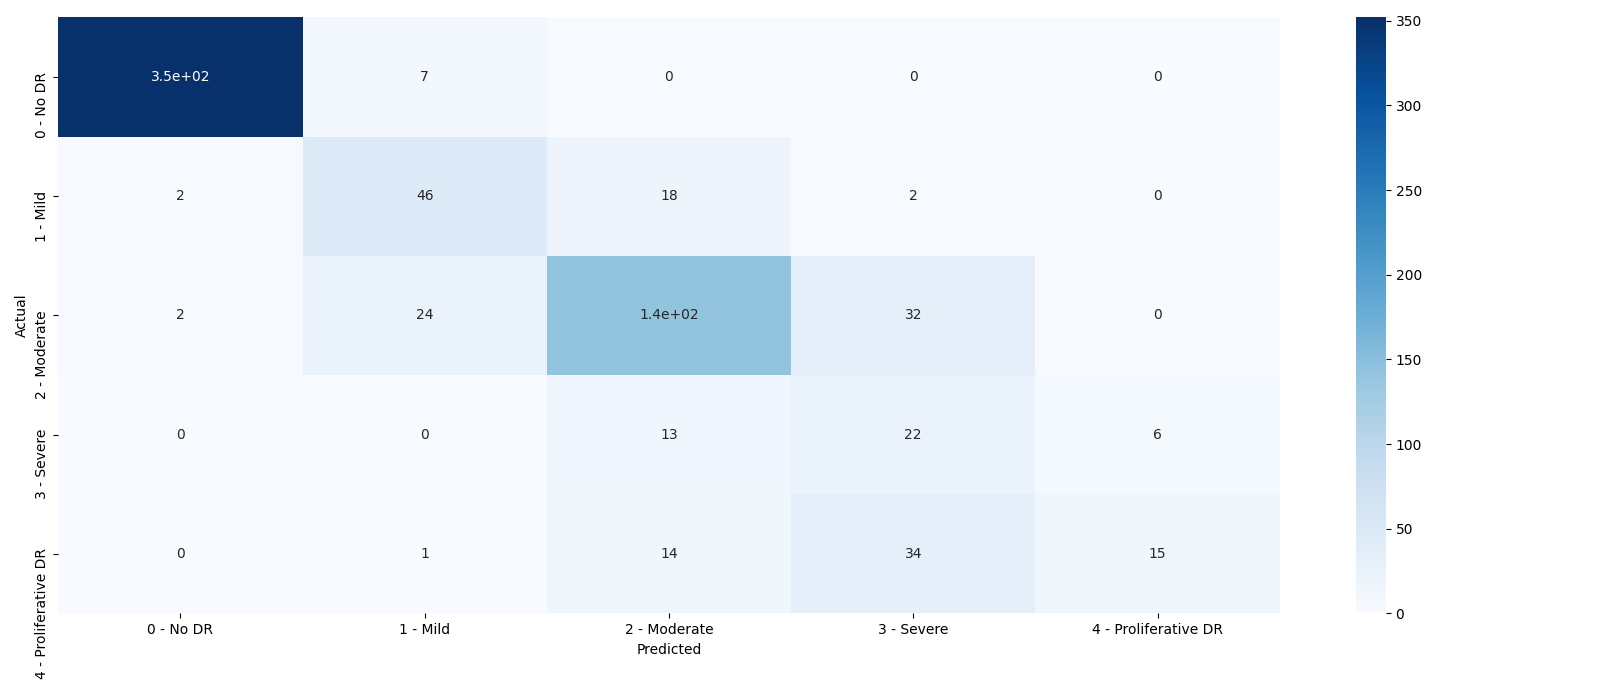 0 - No DR
3.5e+02 7 0 0 0
1 - Mild
2 46 18 2 0
2 - Moderate
2 24 1.4e+02 32 0
3 - Severe
0 0 13 22 6
4 - Proliferative DR
0 1 14 34 15
Actual
0 - No DR 1 - Mild 2 - Moderate 3 - Severe 4 - Proliferative DR
Predicted
350
300
250
200
150
100
50
0